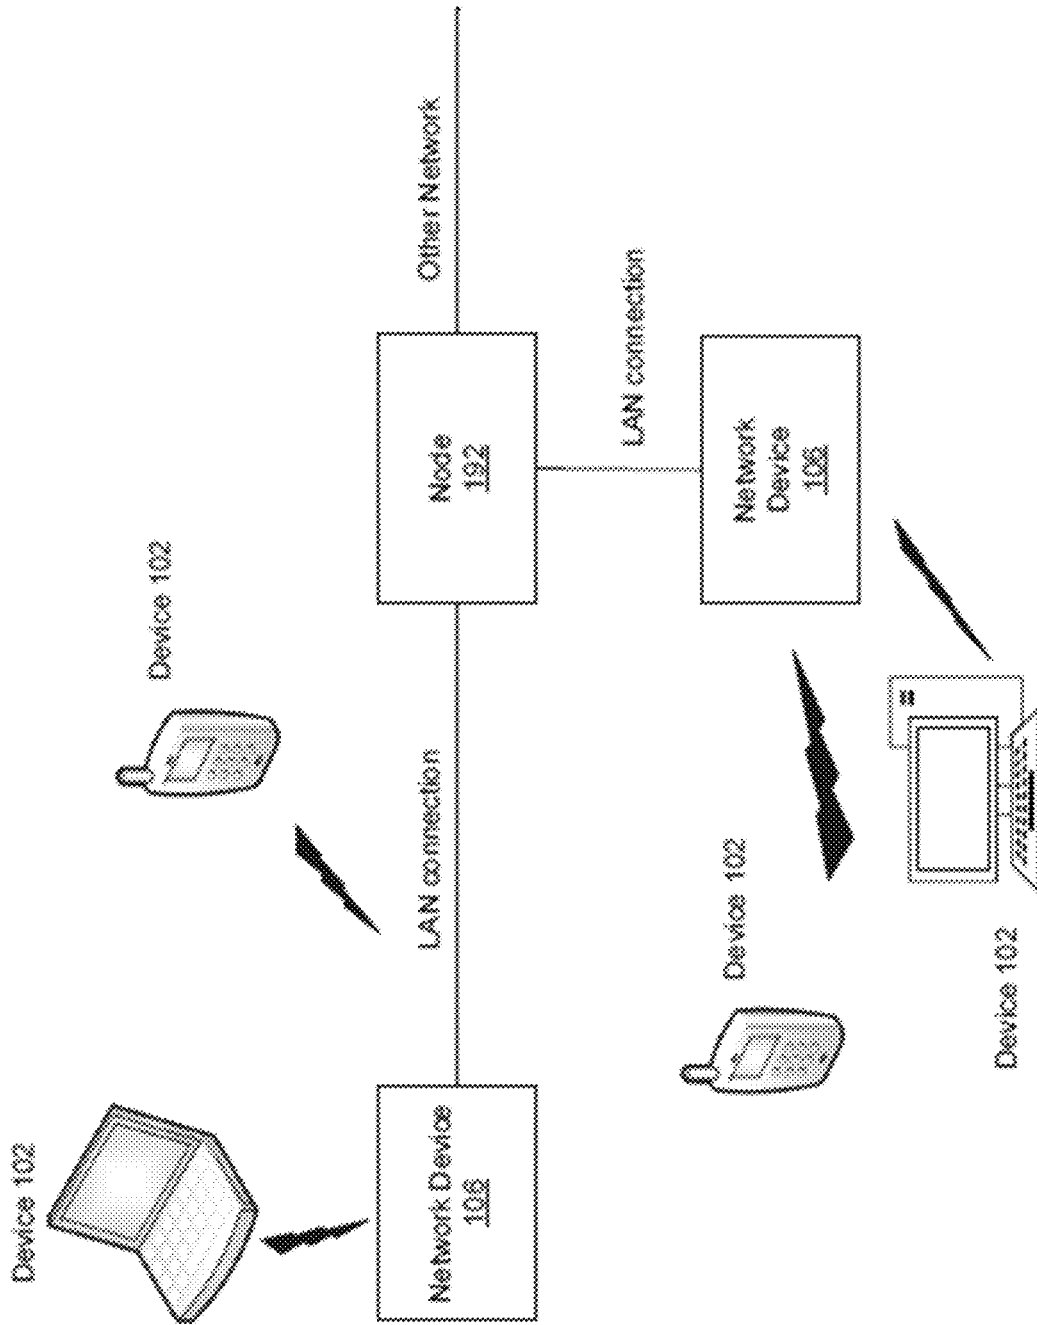 Device 102
Device 102
Network Device
106
LAN connection
Node
192
Other Network
LAN connection
Device 102
Network
Device
106
Device 102